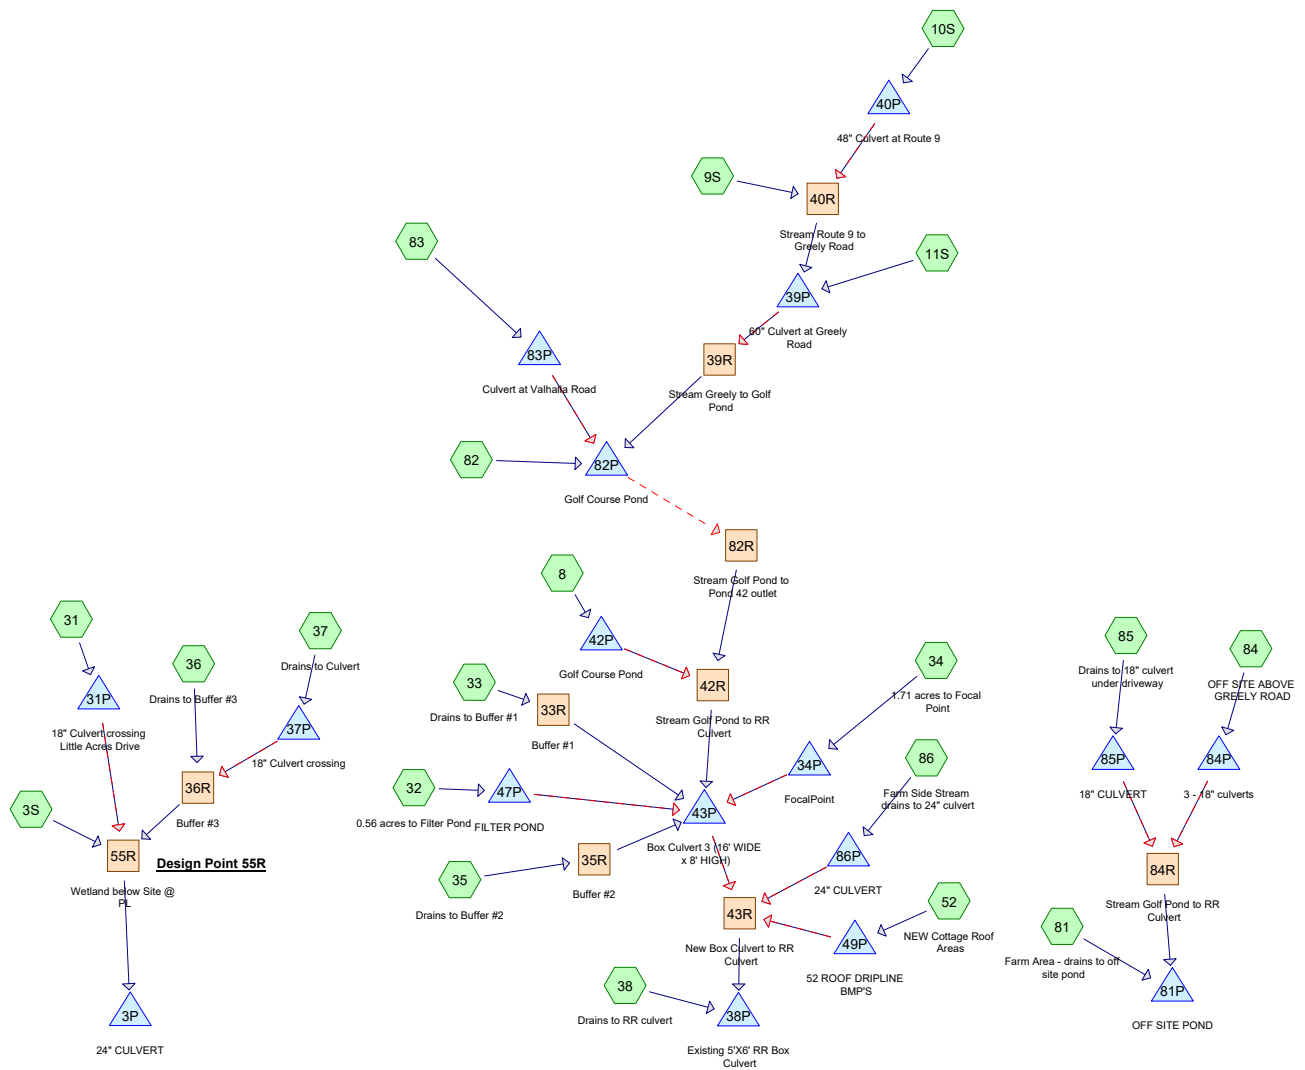 10S
40P
48" Culvert at Route 9
9S
40R
Stream Route 9 to
Greely Road
83
11S
39P
60" Culvert at Greely
Road
83P
Culvert at Valhalla Road
39R
Stream Greely to Golf
Pond
82
82P
Golf Course Pond
82R
Stream Golf Pond to
Pond 42 outlet
8
42P
Golf Course Pond
42R
Stream Golf Pond to RR
Culvert
33
Drains to Buffer #1
33R
Buffer #1
34
1.71 acres to Focal
Point
34P
FocalPoint
32
0.56 acres to Filter Pond
47P
FILTER POND
43P
Box Culvert 3 (16' WIDE
x 8' HIGH)
86
Farm Side Stream
drains to 24" culvert
86P
24" CULVERT
35
Drains to Buffer #2
35R
Buffer #2
43R
New Box Culvert to RR
Culvert
52
NEW Cottage Roof
Areas
49P
52 ROOF DRIPLINE
BMP'S
38
Drains to RR culvert
38P
Existing 5'X6' RR Box
Culvert
31
31P
18" Culvert crossing
Little Acres Drive
36
Drains to Buffer #3
37
Drains to Culvert
37P
18" Culvert crossing
36R
Buffer #3
3S
55R
Design Point 55R
Wetland below Site @
PL
3P
24" CULVERT
85
Drains to 18" culvert
under driveway
84
OFF SITE ABOVE
GREELY ROAD
85P
18" CULVERT
84P
3 - 18" culverts
84R
Stream Golf Pond to RR
Culvert
81
Farm Area - drains to off
site pond
81P
OFF SITE POND